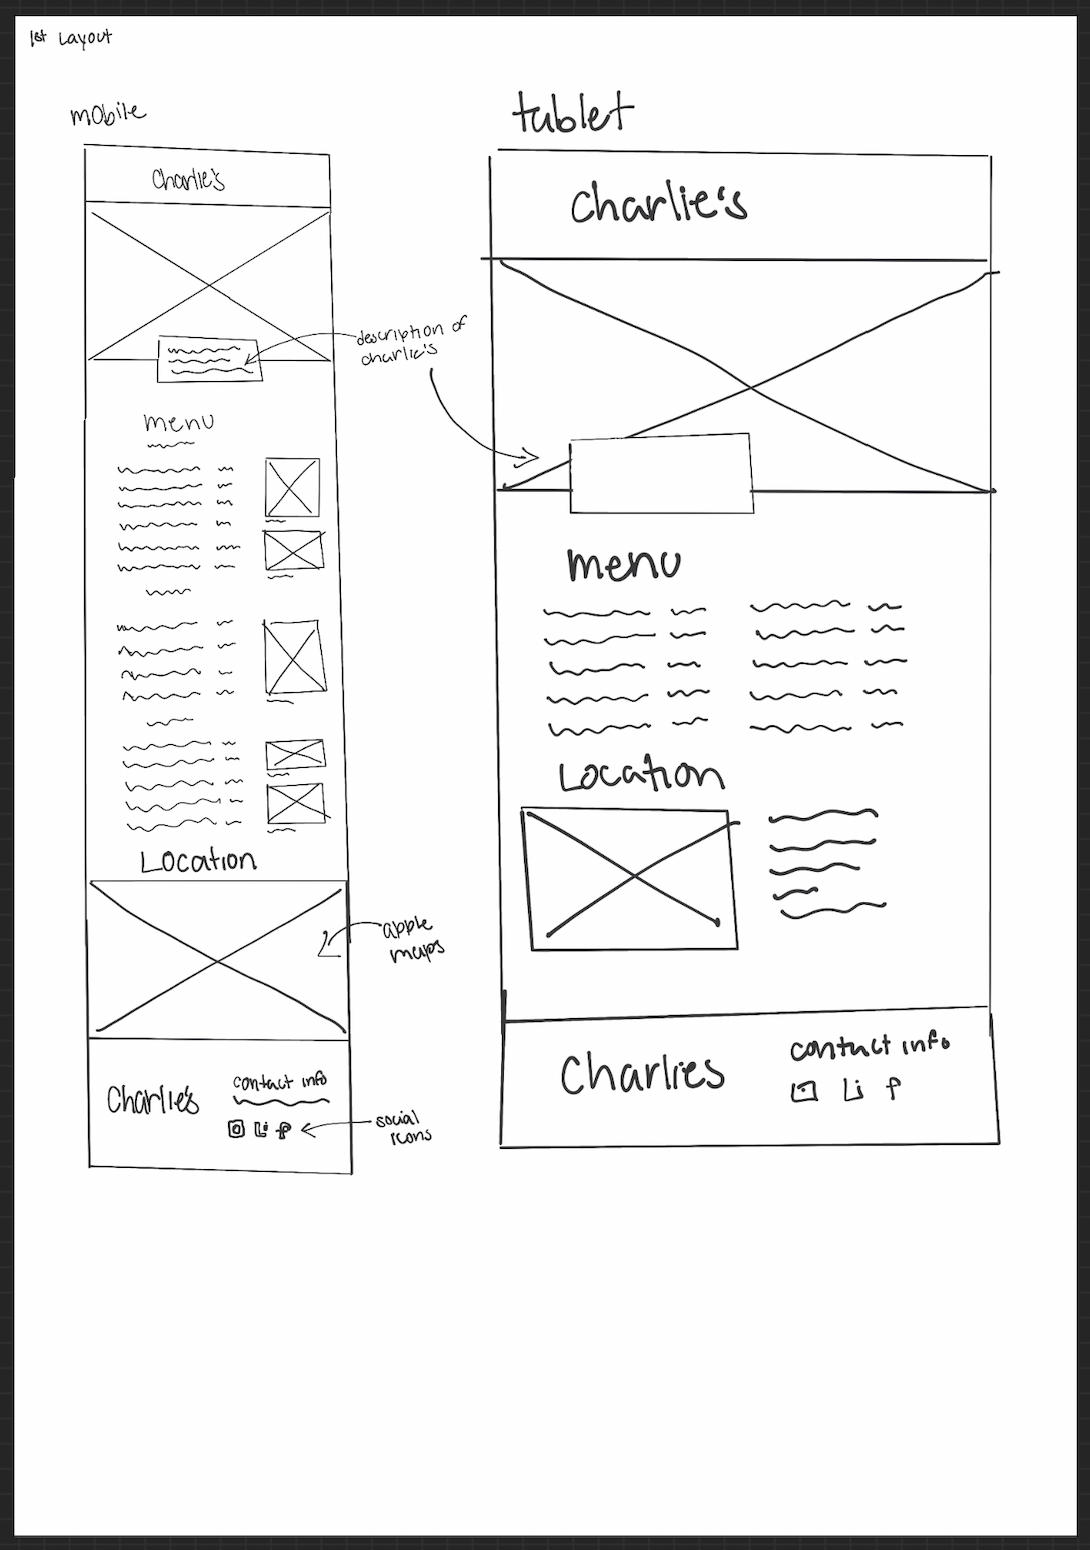 1st Layout
mobile
Charlie's
description of
charlie's
menu
Location
apple
maps
Charlie's
contact info
social
icons
tablet
Charlie's
menu
Location
Charlies
contact info